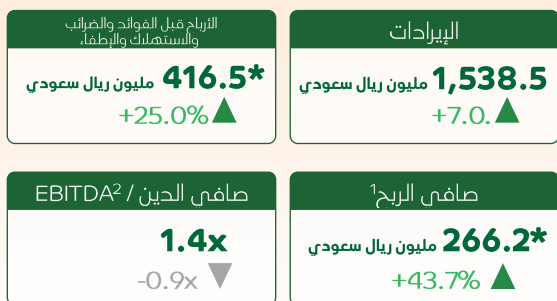 الإيرادات
1,538.5 مليون ريال سعودي
+7.0.
الأرباح قبل الفوائد والضرائب
والاستهلاك والإطفاء
416.5* مليون ريال سعودي
+25.0%
صافي الربح¹
266.2* مليون ريال سعودي
+43.7%
صافي الدين / EBITDA²
1.4x
-0.9x